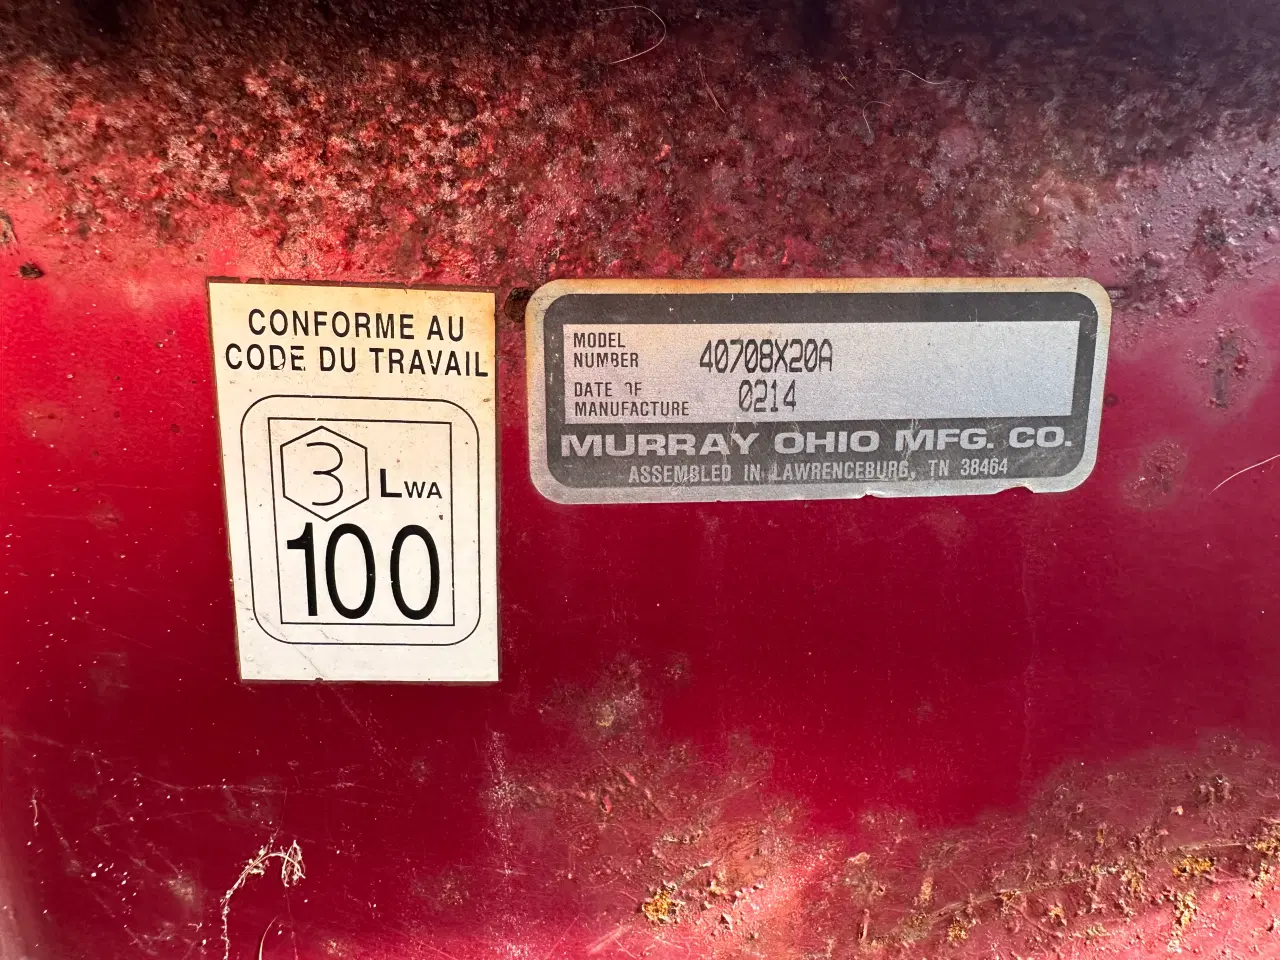 CONFORME AU
CODE DU TRAVAIL
3 LWA
100
MODEL
NUMBER 40708X20A
DATE OF
MANUFACTURE 0214
MURRAY OHIO MFG. CO.
ASSEMBLED IN LAWRENCEBURG, TN 38464